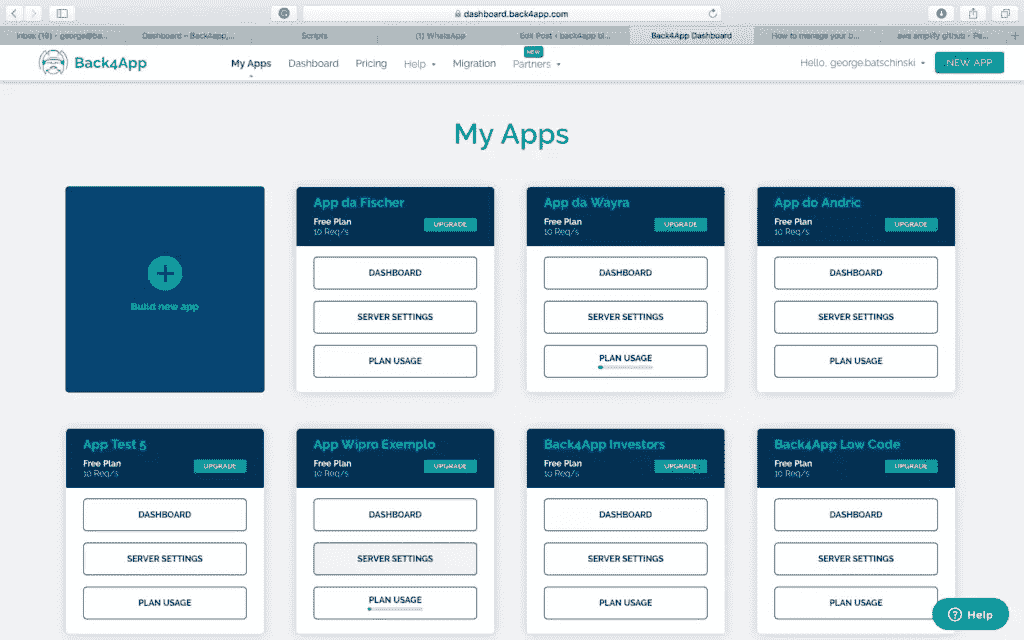 dashboard.back4app.com
Inbox (19) - george@ba...
Dashboard – Back4app,...
Scripts
(1) WhatsApp
Edit Post ‹ back4app bl...
Back4App Dashboard
How to manage your b...
aws amplify github - Pe...
Back4App
My Apps
Dashboard
Pricing
Help
Migration
NEW
Partners
Hello, george.batschinski
NEW APP
My Apps
Build new app
App da Fischer
Free Plan
10 Req/s
UPGRADE
DASHBOARD
SERVER SETTINGS
PLAN USAGE
App da Wayra
Free Plan
10 Req/s
UPGRADE
DASHBOARD
SERVER SETTINGS
PLAN USAGE
App do Andric
Free Plan
10 Req/s
UPGRADE
DASHBOARD
SERVER SETTINGS
PLAN USAGE
App Test 5
Free Plan
10 Req/s
UPGRADE
DASHBOARD
SERVER SETTINGS
PLAN USAGE
App Wipro Exemplo
Free Plan
10 Req/s
UPGRADE
DASHBOARD
SERVER SETTINGS
PLAN USAGE
Back4App Investors
Free Plan
10 Req/s
UPGRADE
DASHBOARD
SERVER SETTINGS
PLAN USAGE
Back4App Low Code
Free Plan
10 Req/s
UPGRADE
DASHBOARD
SERVER SETTINGS
PLAN USAGE
Help